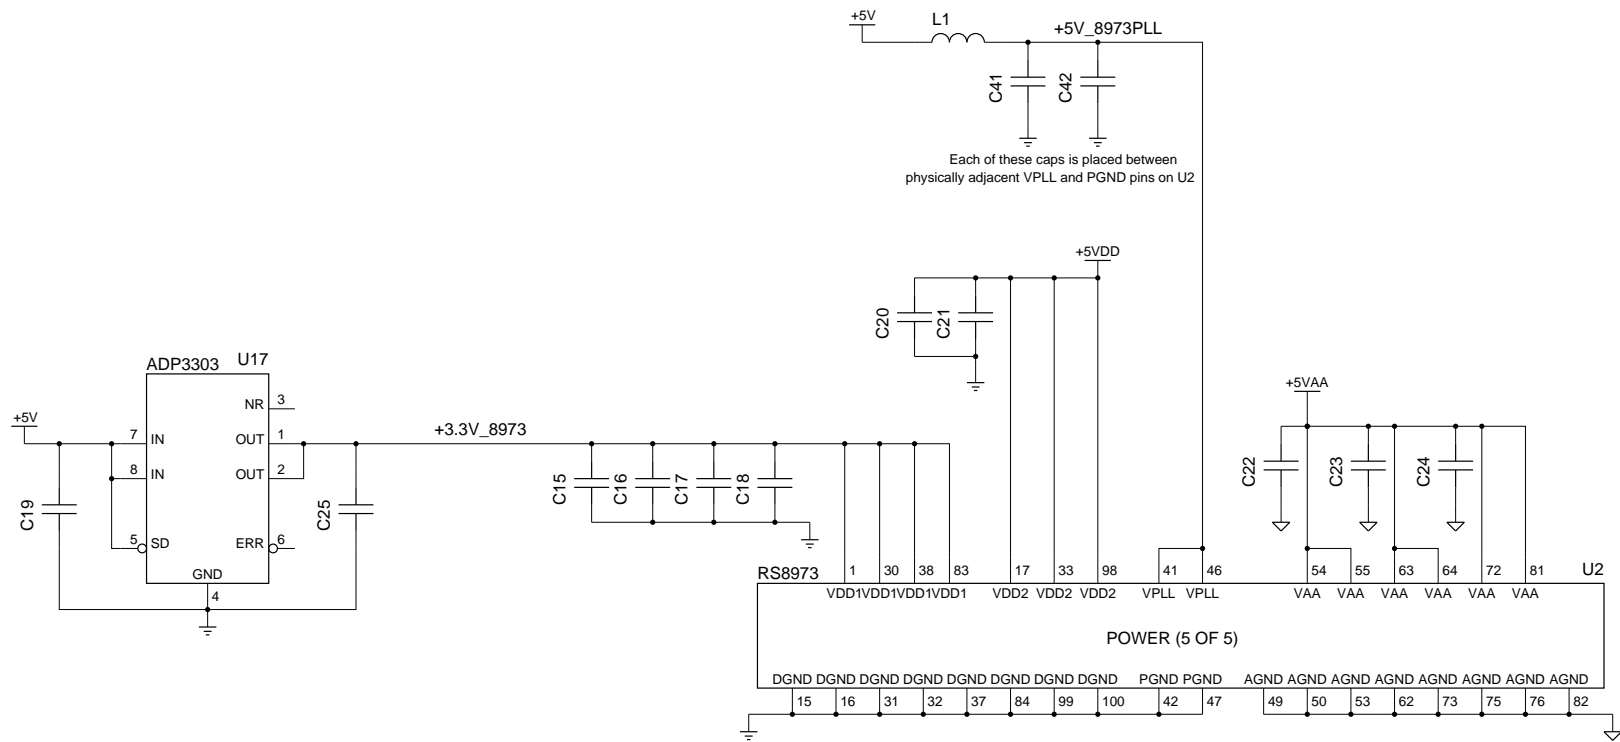 +5V
L1
+5V_8973PLL
C41
C42
Each of these caps is placed between
physically adjacent VPLL and PGND pins on U2
+5VDD
C20
C21
ADP3303
U17
+5V
7
IN
8
IN
5
SD
NR
3
OUT
1
OUT
2
ERR
6
GND
4
C19
C25
+3.3V_8973
C15
C16
C17
C18
+5VAA
C22
C23
C24
RS8973
U2
1 30 38 83 17 33 98 41 46 54 55 63 64 72 81
VDD1 VDD1 VDD1 VDD1 VDD2 VDD2 VDD2 VPLL VPLL VAA VAA VAA VAA VAA VAA
POWER (5 OF 5)
DGND DGND DGND DGND DGND DGND DGND DGND PGND PGND AGND AGND AGND AGND AGND AGND AGND AGND
15 16 31 32 37 84 99 100 42 47 49 50 53 62 73 75 76 82